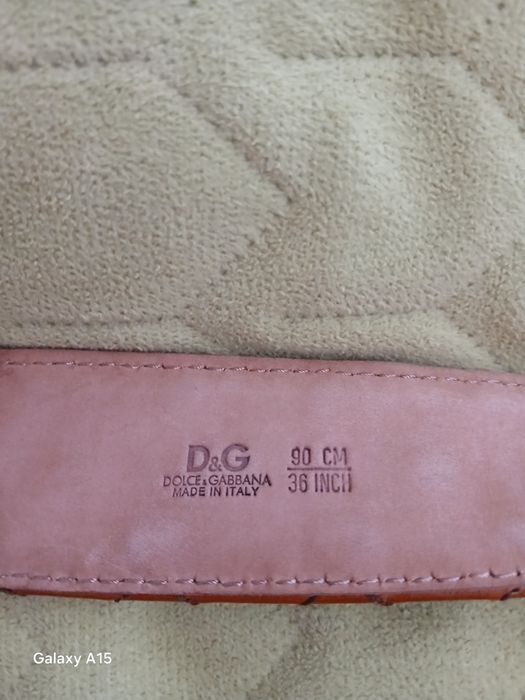 D&G
DOLCE&GABBANA
MADE IN ITALY
90 CM
36 INCH
Galaxy A15